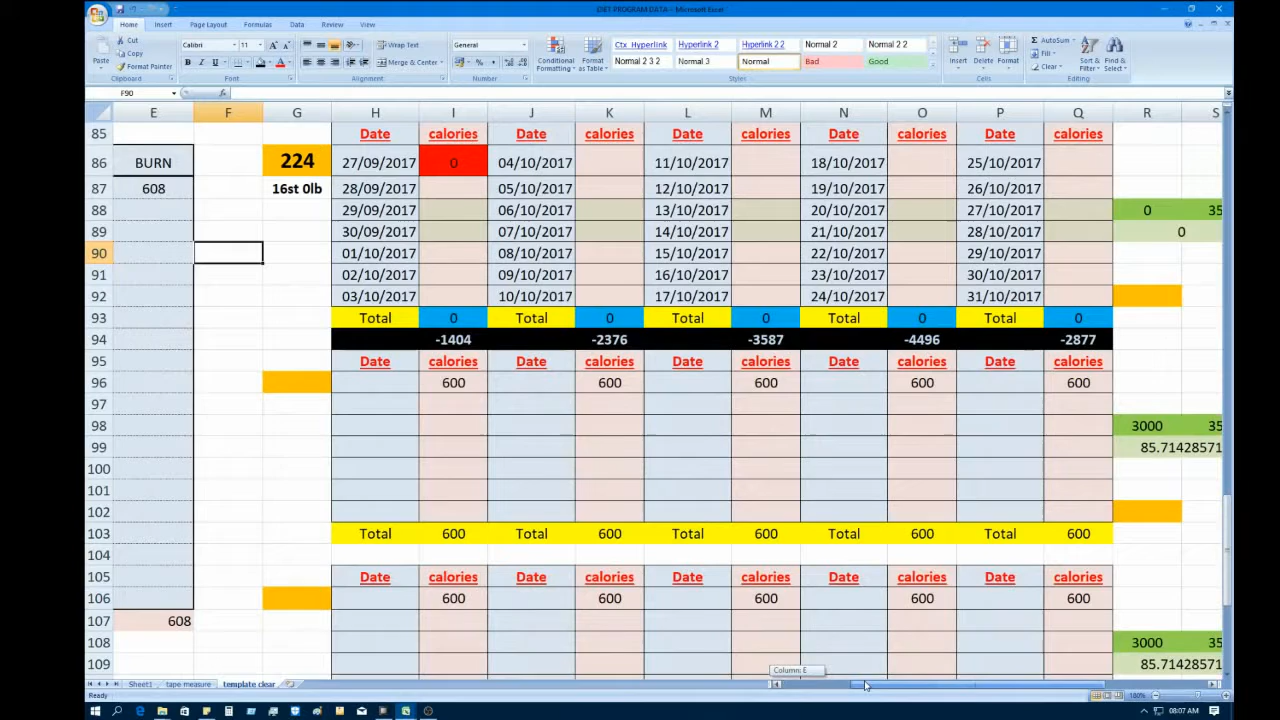 DIET-PROGRAM DATA - Microsoft Excel
Home Insert Page Layout Formulas Data Review View
Cut
Copy
Format Painter
Paste
Clipboard
Calibri 11
B I U
Font
Wrap Text
Merge & Center
Alignment
General
Number
Conditional Formatting
Format as Table
Ctx_Hyperlink Hyperlink 2 Hyperlink 2 2 Normal 2 Normal 2 2
Normal 2 3 2 Normal 3 Normal Bad Good
Styles
Insert Delete Format
Cells
AutoSum
Fill
Clear
Sort & Filter
Find & Select
Editing
F90
E F G H I J K L M N O P Q R S
85 Date calories Date calories Date calories Date calories Date calories
86 BURN 224 27/09/2017 0 04/10/2017 11/10/2017 18/10/2017 25/10/2017
87 608 16st 0lb 28/09/2017 05/10/2017 12/10/2017 19/10/2017 26/10/2017
88 29/09/2017 06/10/2017 13/10/2017 20/10/2017 27/10/2017 0 35
89 30/09/2017 07/10/2017 14/10/2017 21/10/2017 28/10/2017 0
90 01/10/2017 08/10/2017 15/10/2017 22/10/2017 29/10/2017
91 02/10/2017 09/10/2017 16/10/2017 23/10/2017 30/10/2017
92 03/10/2017 10/10/2017 17/10/2017 24/10/2017 31/10/2017
93 Total 0 Total 0 Total 0 Total 0 Total 0
94 -1404 -2376 -3587 -4496 -2877
95 Date calories Date calories Date calories Date calories Date calories
96 600 600 600 600 600
97
98 3000 35
99 85.71428571
100
101
102
103 Total 600 Total 600 Total 600 Total 600 Total 600
104
105 Date calories Date calories Date calories Date calories Date calories
106 600 600 600 600 600
107 608
108 3000 35
109 85.71428571
Column: E
Sheet1 tape measure template clear
Ready
180%
08:07 AM